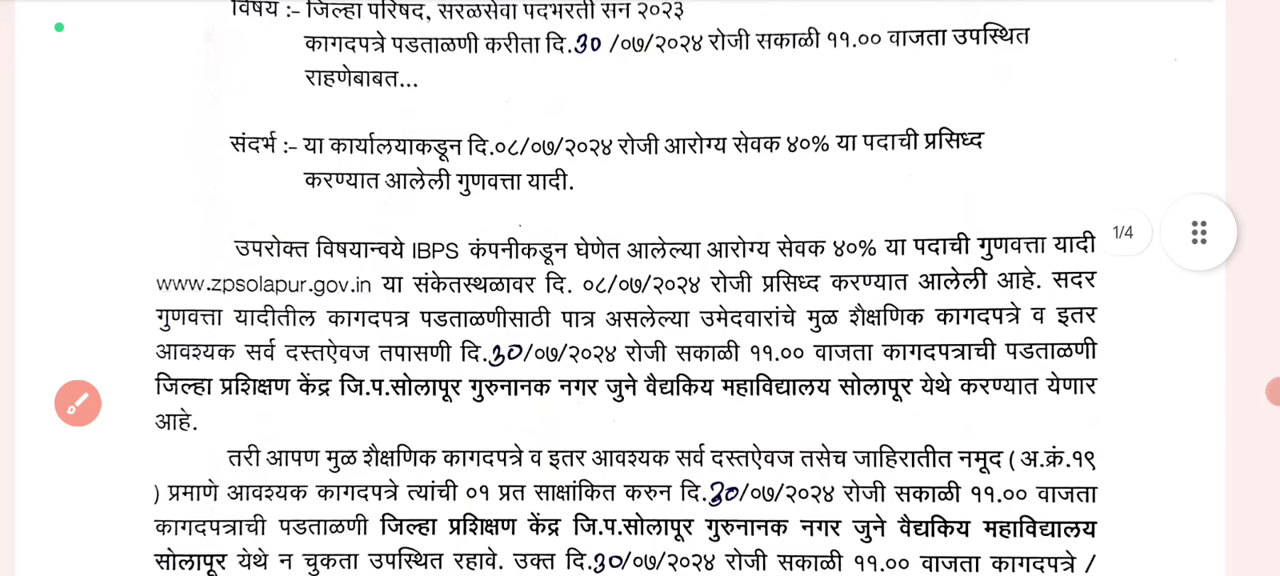 विषय :- जिल्हा परिषद, सरळसेवा पदभरती सन २०२३
कागदपत्रे पडताळणी करीता दि.30 /०७/२०२४ रोजी सकाळी ११.०० वाजता उपस्थित
राहणेबाबत...
संदर्भ :- या कार्यालयाकडून दि.०८/०७/२०२४ रोजी आरोग्य सेवक ४०% या पदाची प्रसिध्द
करण्यात आलेली गुणवत्ता यादी.
उपरोक्त विषयान्वये IBPS कंपनीकडून घेणेत आलेल्या आरोग्य सेवक ४०% या पदाची गुणवत्ता यादी
1/4
www.zpsolapur.gov.in या संकेतस्थळावर दि. ०८/०७/२०२४ रोजी प्रसिध्द करण्यात आलेली आहे. सदर
गुणवत्ता यादीतील कागदपत्र पडताळणीसाठी पात्र असलेल्या उमेदवारांचे मुळ शैक्षणिक कागदपत्रे व इतर
आवश्यक सर्व दस्तऐवज तपासणी दि.30/०७/२०२४ रोजी सकाळी ११.०० वाजता कागदपत्राची पडताळणी
जिल्हा प्रशिक्षण केंद्र जि.प.सोलापूर गुरुनानक नगर जुने वैद्यकिय महाविद्यालय सोलापूर येथे करण्यात येणार
आहे.
तरी आपण मुळ शैक्षणिक कागदपत्रे व इतर आवश्यक सर्व दस्तऐवज तसेच जाहिरातीत नमूद ( अ.क्रं.१९
) प्रमाणे आवश्यक कागदपत्रे त्यांची ०१ प्रत साक्षांकित करुन दि.30/०७/२०२४ रोजी सकाळी ११.०० वाजता
कागदपत्राची पडताळणी जिल्हा प्रशिक्षण केंद्र जि.प.सोलापूर गुरुनानक नगर जुने वैद्यकिय महाविद्यालय
सोलापूर येथे न चुकता उपस्थित रहावे. उक्त दि.30/०७/२०२४ रोजी सकाळी ११.०० वाजता कागदपत्रे /